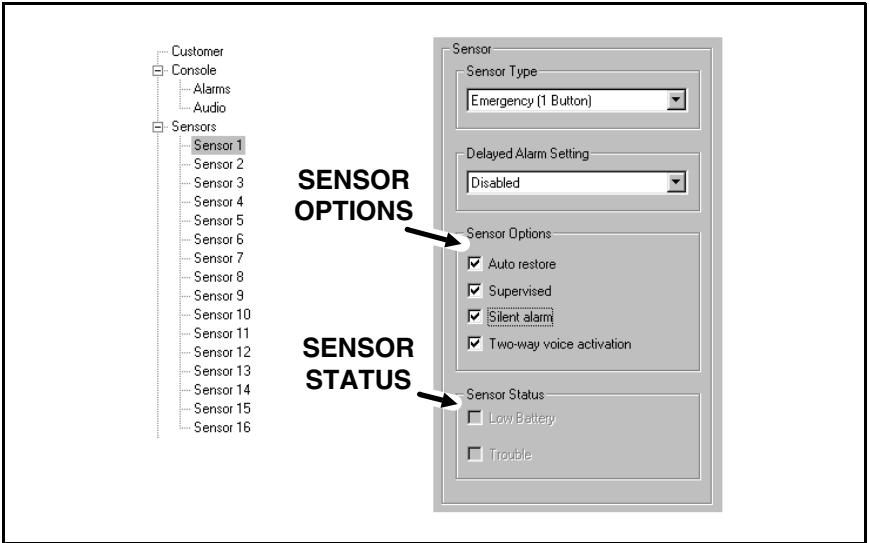 Customer
Console
Alarms
Audio
Sensors
Sensor 1
Sensor 2
Sensor 3
Sensor 4
Sensor 5
Sensor 6
Sensor 7
Sensor 8
Sensor 9
Sensor 10
Sensor 11
Sensor 12
Sensor 13
Sensor 14
Sensor 15
Sensor 16
SENSOR
OPTIONS
SENSOR
STATUS
Sensor
Sensor Type
Emergency (1 Button)
Delayed Alarm Setting
Disabled
Sensor Options
Auto restore
Supervised
Silent alarm
Two-way voice activation
Sensor Status
Low Battery
Trouble